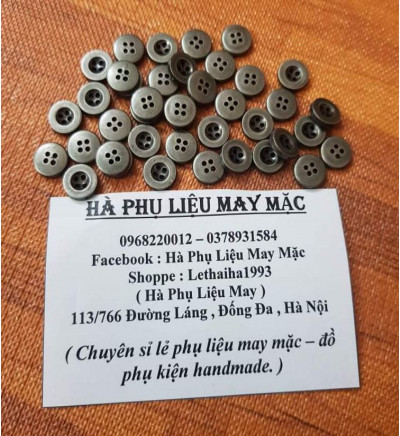 HÀ PHỤ LIỆU MAY MẶC
0968220012 – 0378931584
Facebook : Hà Phụ Liệu May Mặc
Shoppe : Lethaiha1993
( Hà Phụ Liệu May )
113/766 Đường Láng , Đống Đa , Hà Nội
( Chuyên sỉ lẻ phụ liệu may mặc – đồ
phụ kiện handmade. )